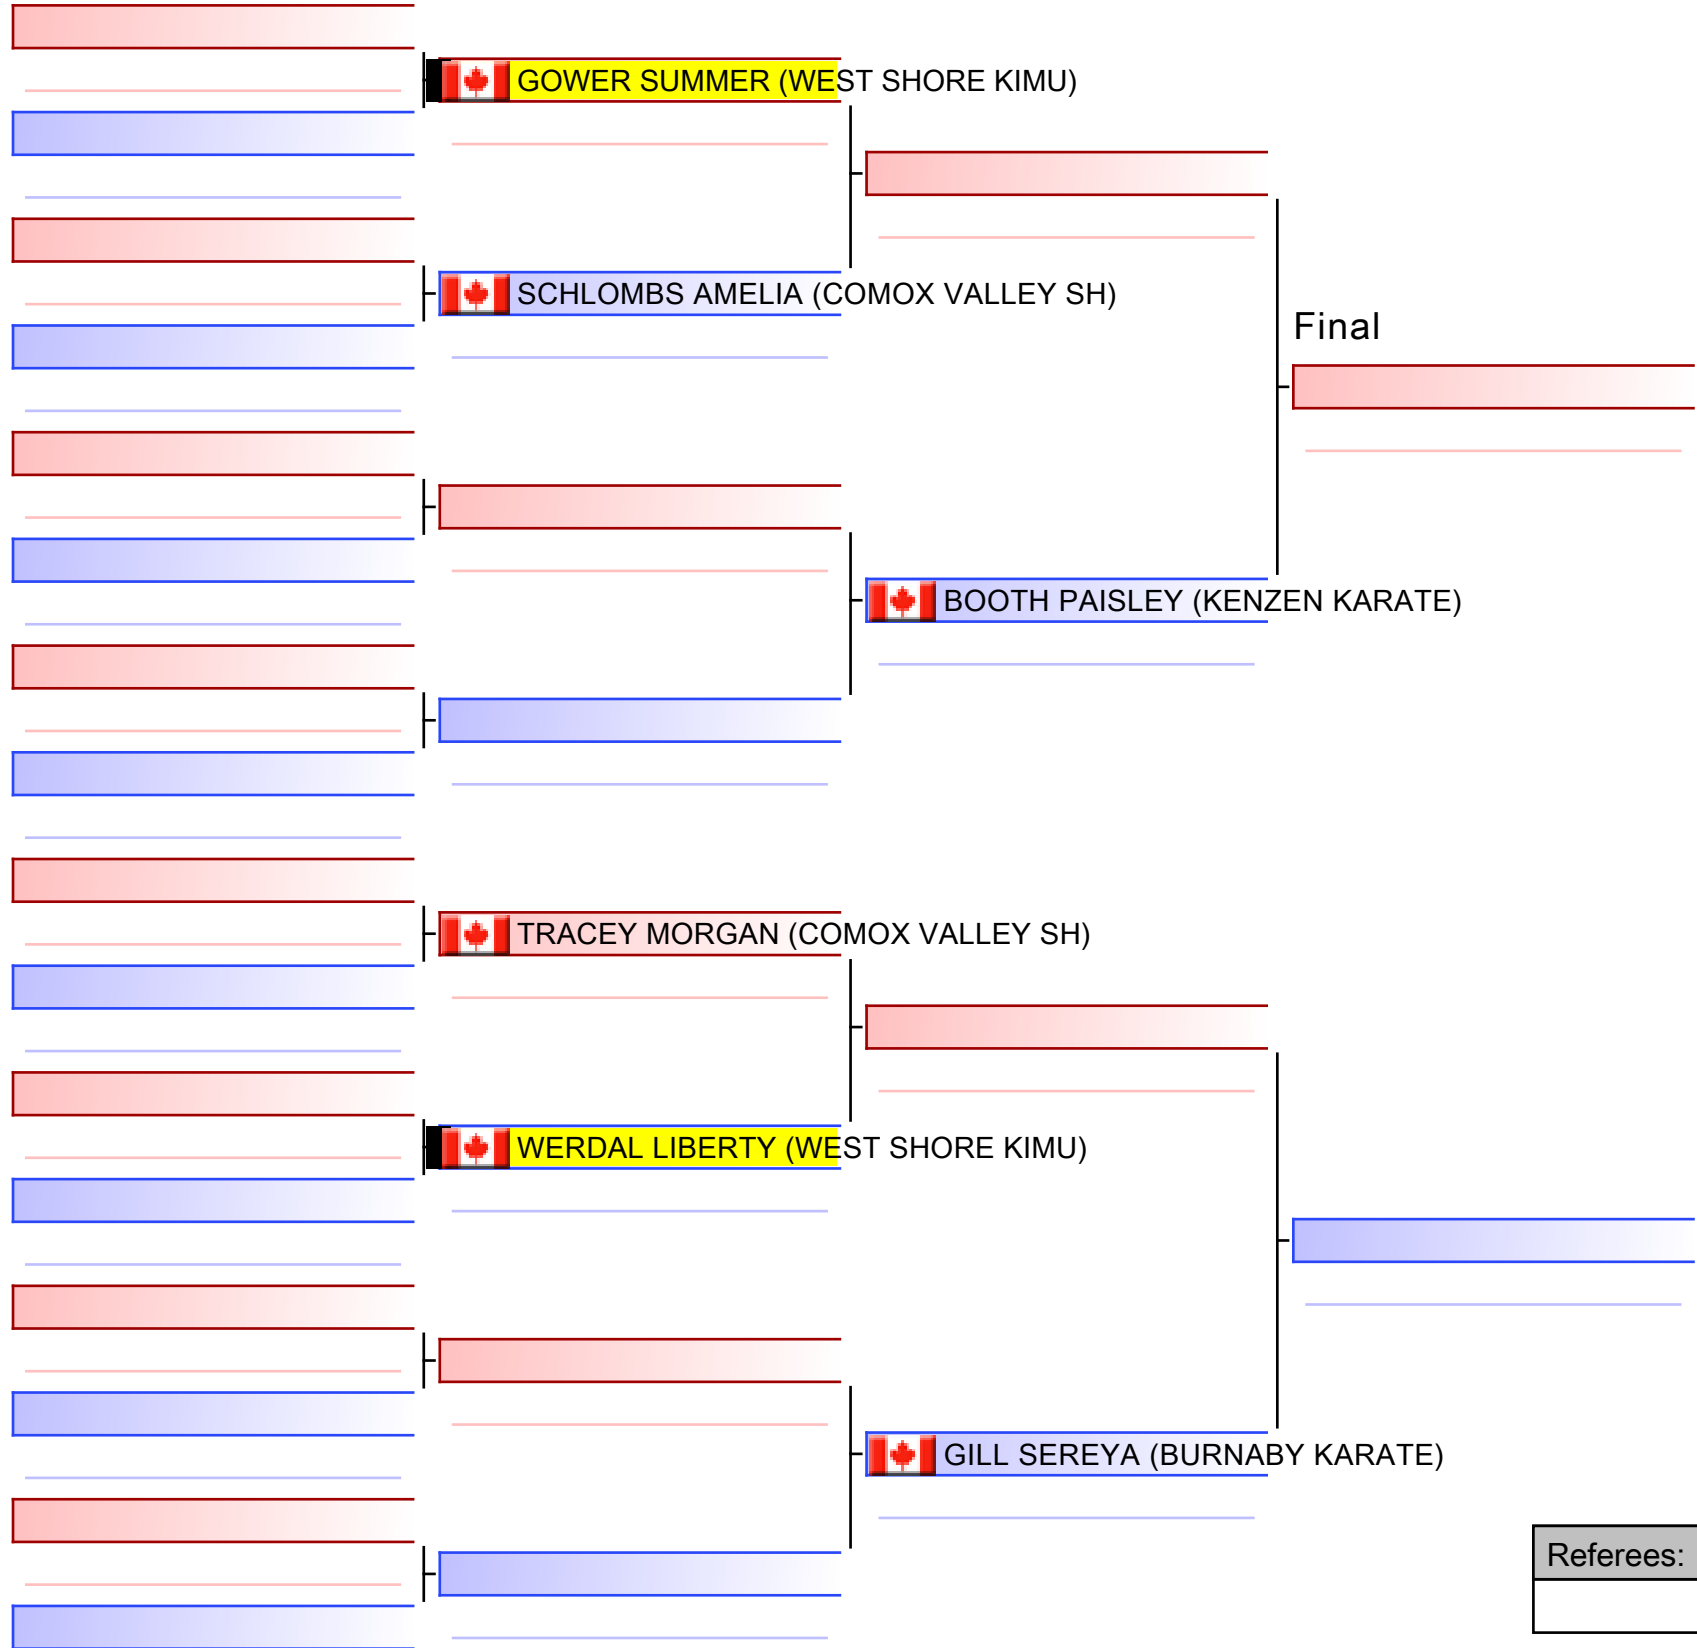 GOWER SUMMER (WEST SHORE KIMU)
SCHLOMBS AMELIA (COMOX VALLEY SH)
Final
BOOTH PAISLEY (KENZEN KARATE)
TRACEY MORGAN (COMOX VALLEY SH)
WERDAL LIBERTY (WEST SHORE KIMU)
GILL SEREYA (BURNABY KARATE)
Referees: